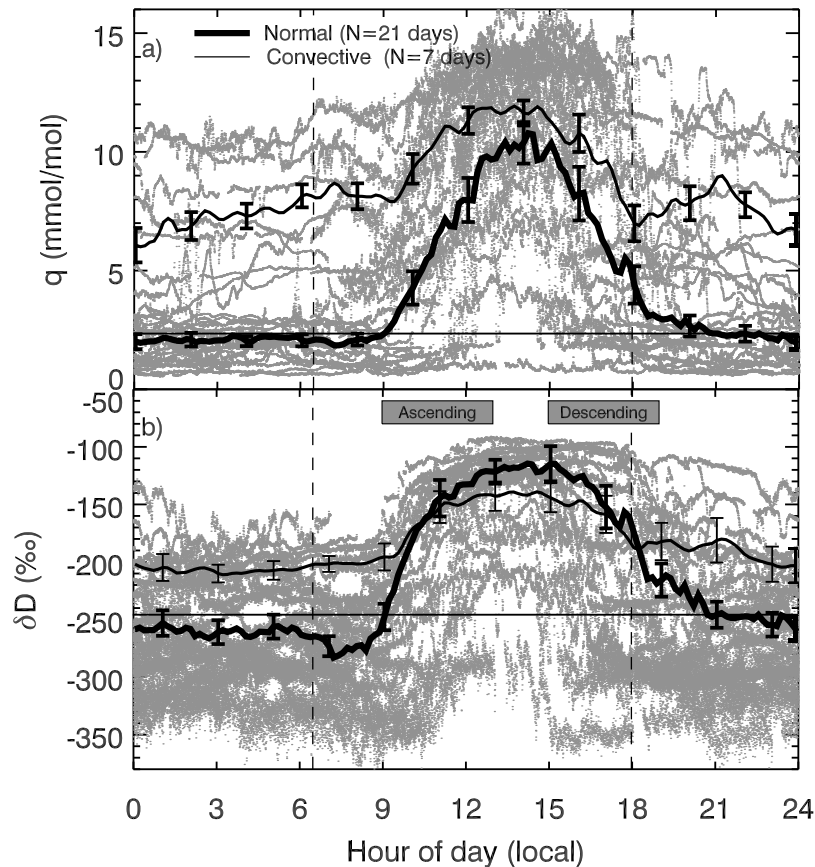 15
a)
Normal (N=21 days)
Convective (N=7 days)
10
q (mmol/mol)
5
0
-50
b)
Ascending
Descending
-100
-150
-200
δD (‰)
-250
-300
-350
0 3 6 9 12 15 18 21 24
Hour of day (local)